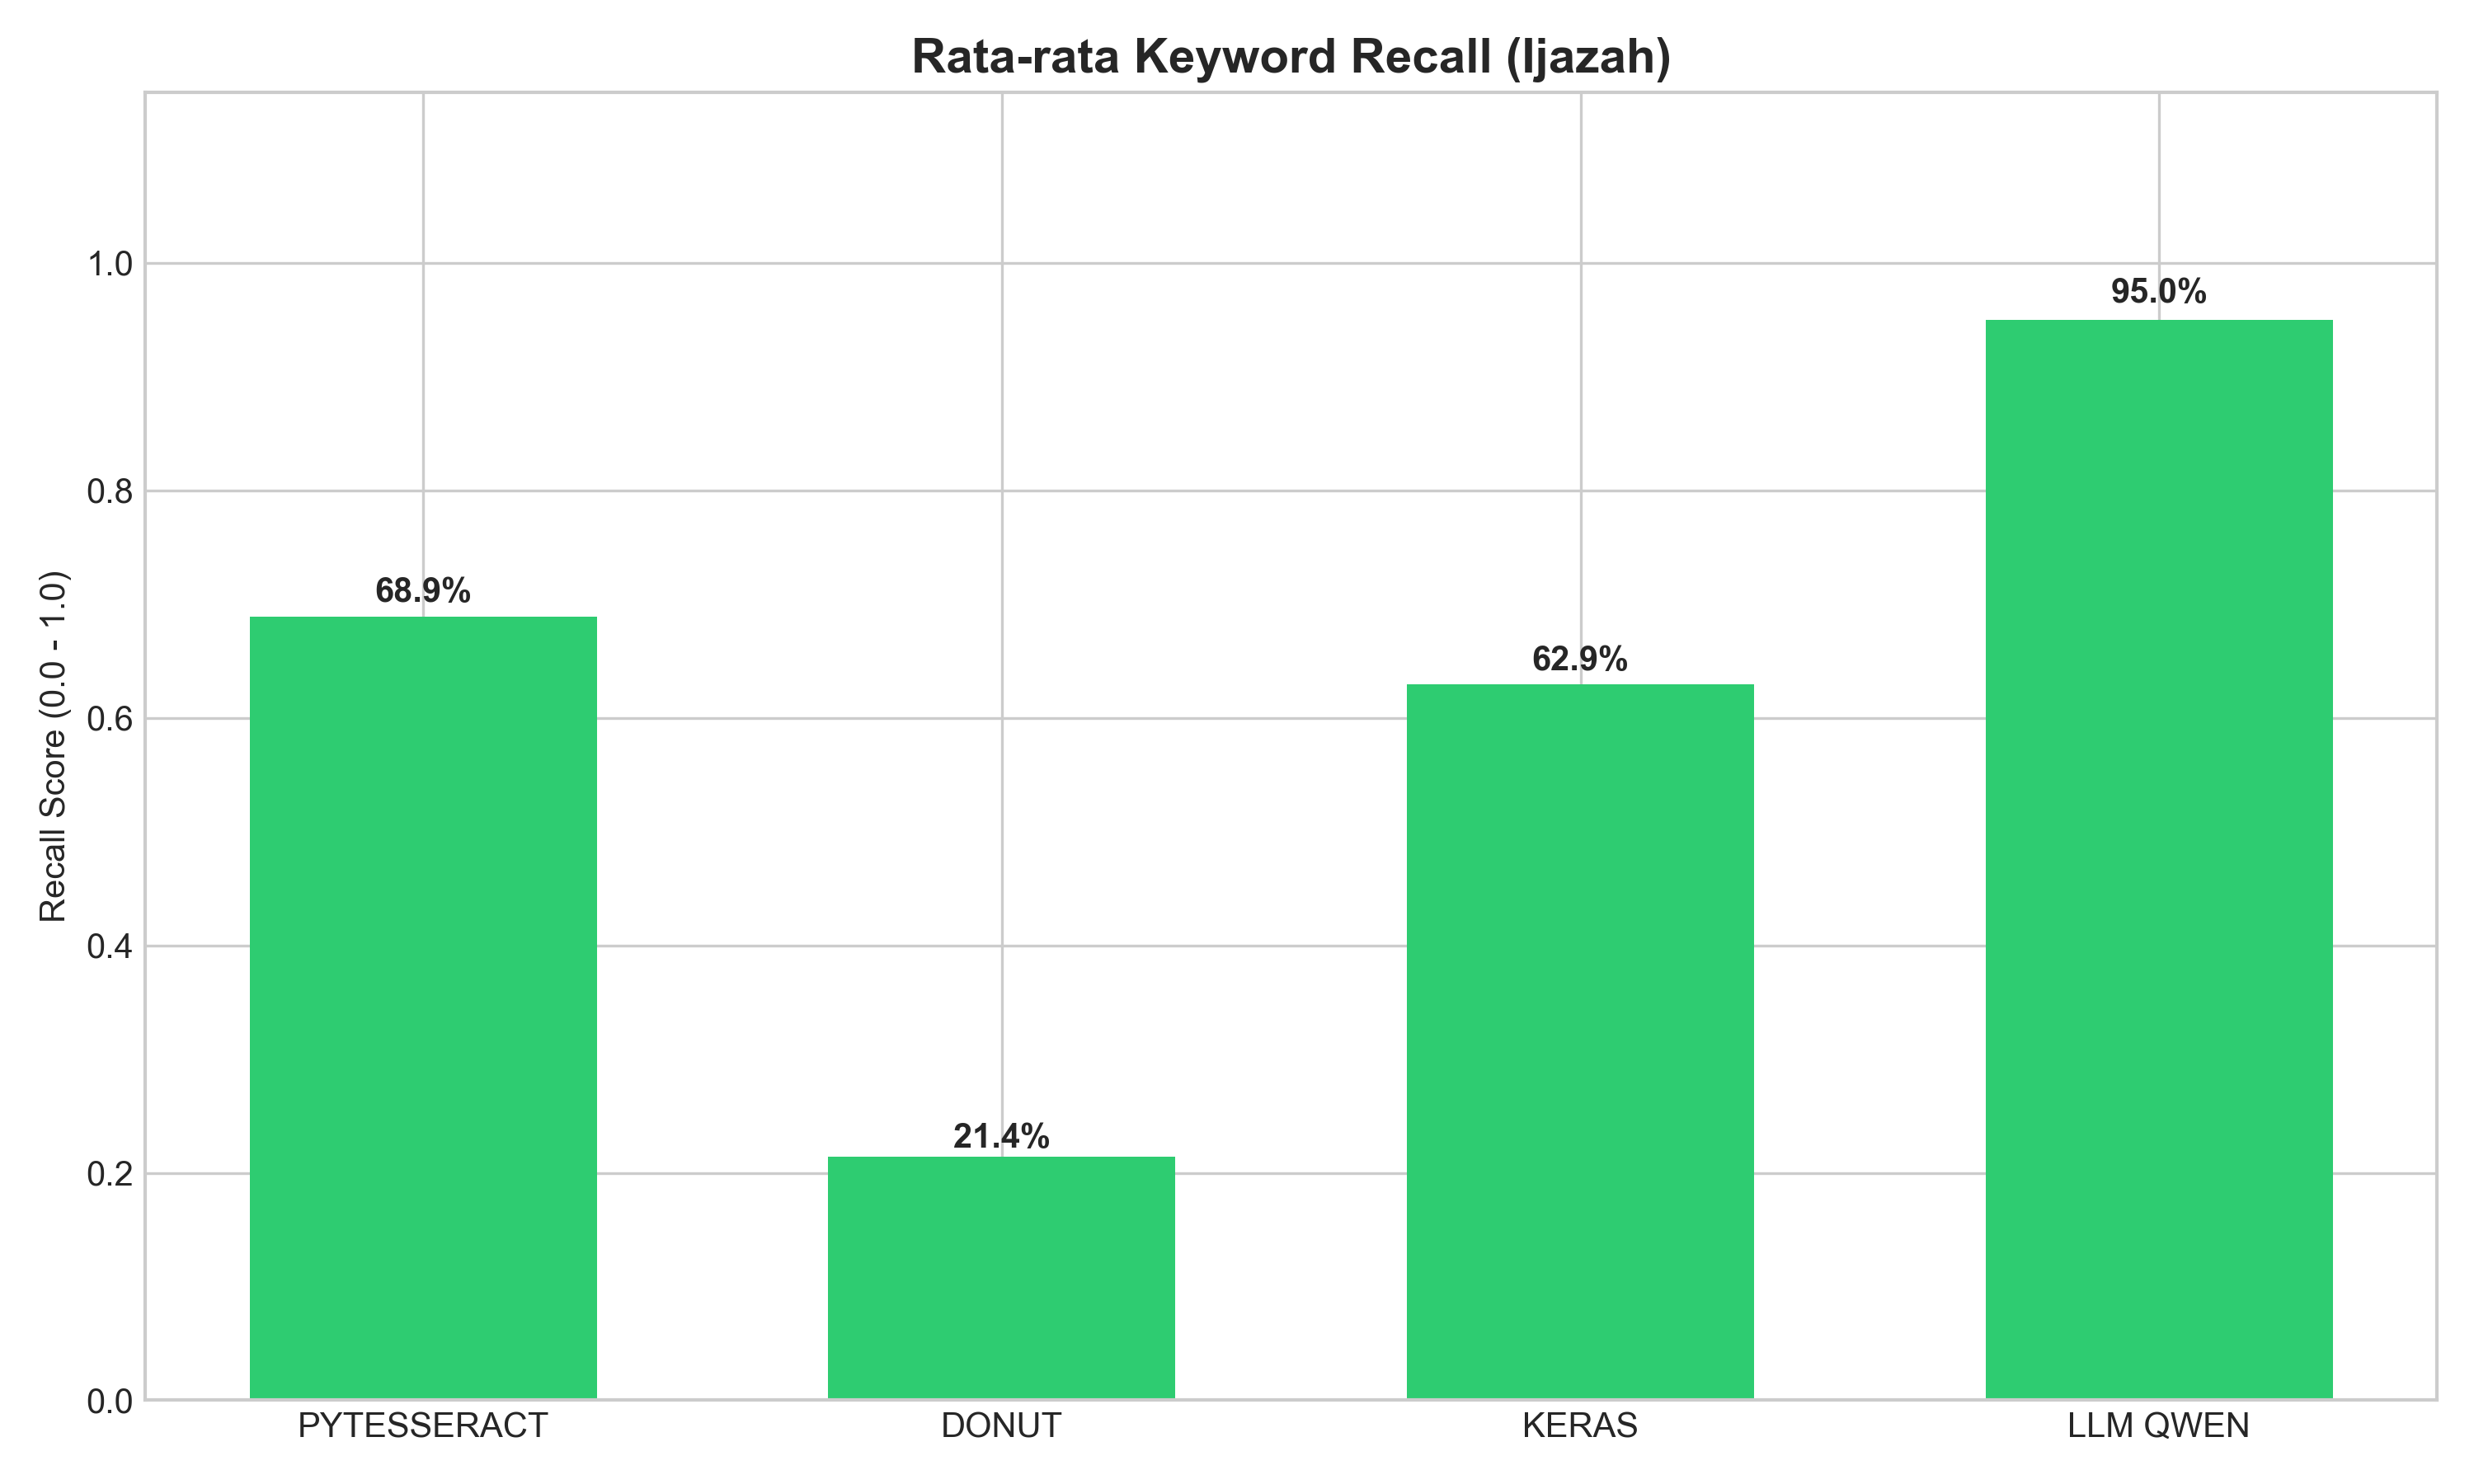 Rata-rata Keyword Recall (Ijazah)
Recall Score (0.0 - 1.0)
1.0
0.8
0.6
0.4
0.2
0.0
68.9%
21.4%
62.9%
95.0%
PYTESSERACT
DONUT
KERAS
LLM QWEN